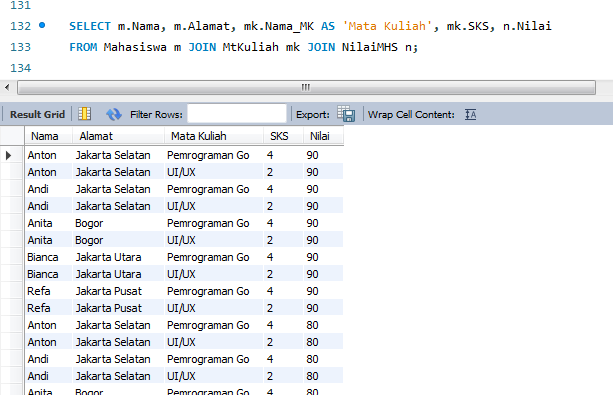 131
132 SELECT m.Nama, m.Alamat, mk.Nama_MK AS 'Mata Kuliah', mk.SKS, n.Nilai
133 FROM Mahasiswa m JOIN MtKuliah mk JOIN NilaiMHS n;
134
Result Grid Filter Rows: Export: Wrap Cell Content:
Nama Alamat Mata Kuliah SKS Nilai
Anton Jakarta Selatan Pemrograman Go 4 90
Anton Jakarta Selatan UI/UX 2 90
Andi Jakarta Selatan Pemrograman Go 4 90
Andi Jakarta Selatan UI/UX 2 90
Anita Bogor Pemrograman Go 4 90
Anita Bogor UI/UX 2 90
Bianca Jakarta Utara Pemrograman Go 4 90
Bianca Jakarta Utara UI/UX 2 90
Refa Jakarta Pusat Pemrograman Go 4 90
Refa Jakarta Pusat UI/UX 2 90
Anton Jakarta Selatan Pemrograman Go 4 80
Anton Jakarta Selatan UI/UX 2 80
Andi Jakarta Selatan Pemrograman Go 4 80
Andi Jakarta Selatan UI/UX 2 80
Anita Bogor Pemrograman Go 4 80